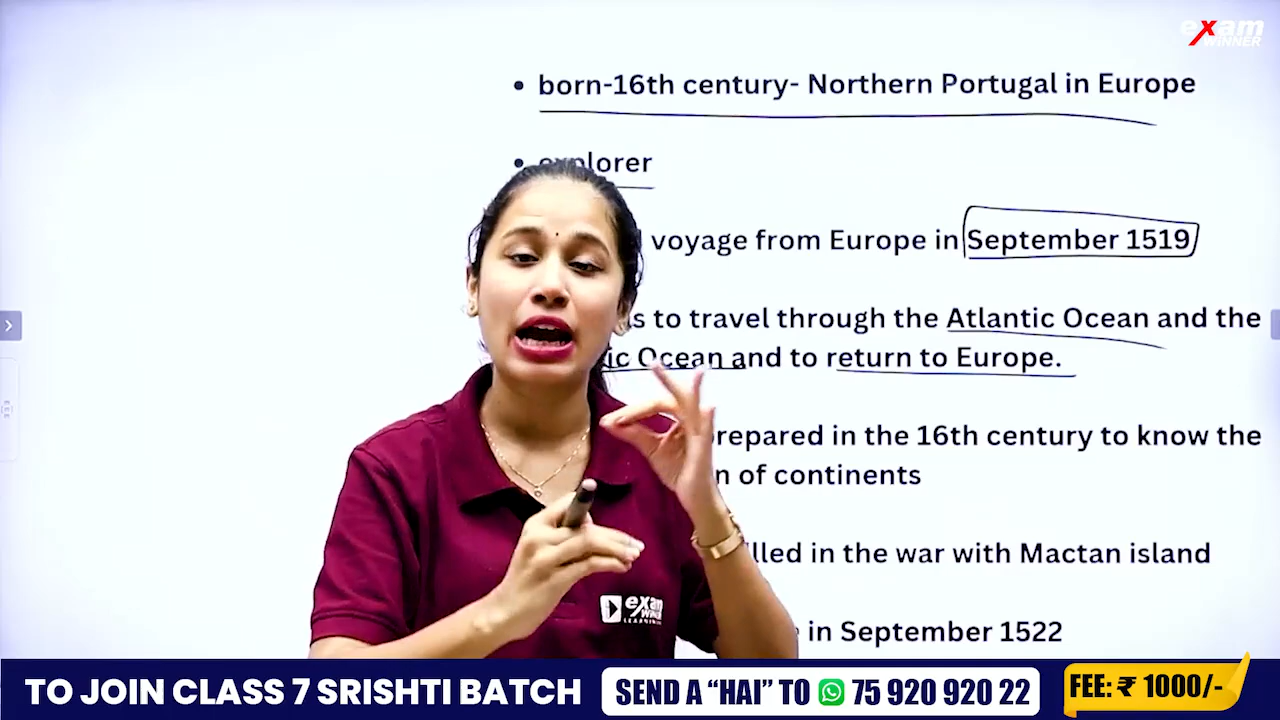 exam
WINNER
born-16th century- Northern Portugal in Europe
explorer
voyage from Europe in September 1519
to travel through the Atlantic Ocean and the
Ocean and to return to Europe.
prepared in the 16th century to know the
of continents
in the war with Mactan island
in September 1522
exam
WINNER
LEARNING
TO JOIN CLASS 7 SRISHTI BATCH
SEND A “HAI” TO 75 920 920 22
FEE: ₹ 1000/-